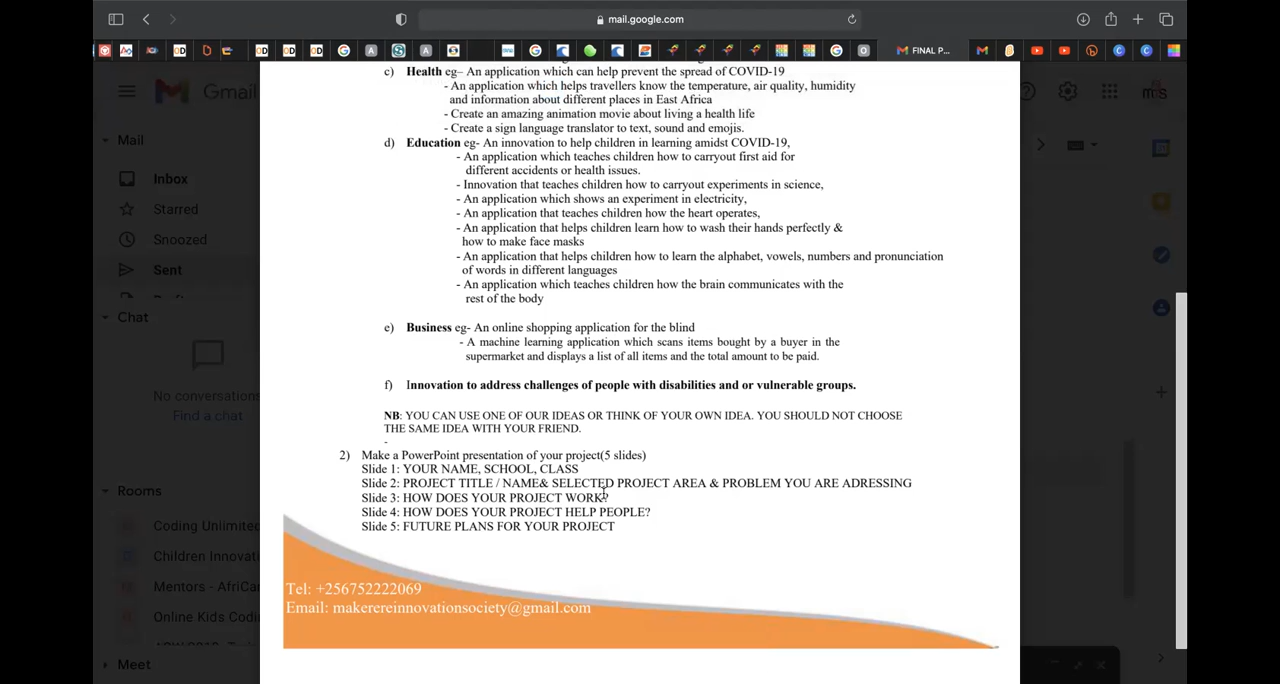 mail.google.com
FINAL P...
Gmail
Mail
Inbox
Starred
Snoozed
Sent
Chat
No conversations
Find a chat
Rooms
Coding Unlimited
Children Innovat
Mentors - AfriCan
Online Kids Codin
Meet
c) Health eg– An application which can help prevent the spread of COVID-19
- An application which helps travellers know the temperature, air quality, humidity
and information about different places in East Africa
- Create an amazing animation movie about living a health life
- Create a sign language translator to text, sound and emojis.
d) Education eg- An innovation to help children in learning amidst COVID-19,
- An application which teaches children how to carryout first aid for
different accidents or health issues.
- Innovation that teaches children how to carryout experiments in science,
- An application which shows an experiment in electricity,
- An application that teaches children how the heart operates,
- An application that helps children learn how to wash their hands perfectly &
how to make face masks
- An application that helps children how to learn the alphabet, vowels, numbers and pronunciation
of words in different languages
- An application which teaches children how the brain communicates with the
rest of the body
e) Business eg- An online shopping application for the blind
- A machine learning application which scans items bought by a buyer in the
supermarket and displays a list of all items and the total amount to be paid.
f) Innovation to address challenges of people with disabilities and or vulnerable groups.
NB: YOU CAN USE ONE OF OUR IDEAS OR THINK OF YOUR OWN IDEA. YOU SHOULD NOT CHOOSE
THE SAME IDEA WITH YOUR FRIEND.
-
2) Make a PowerPoint presentation of your project(5 slides)
Slide 1: YOUR NAME, SCHOOL, CLASS
Slide 2: PROJECT TITLE / NAME& SELECTED PROJECT AREA & PROBLEM YOU ARE ADRESSING
Slide 3: HOW DOES YOUR PROJECT WORK?
Slide 4: HOW DOES YOUR PROJECT HELP PEOPLE?
Slide 5: FUTURE PLANS FOR YOUR PROJECT
Tel: +256752222069
Email: makerereinnovationsociety@gmail.com